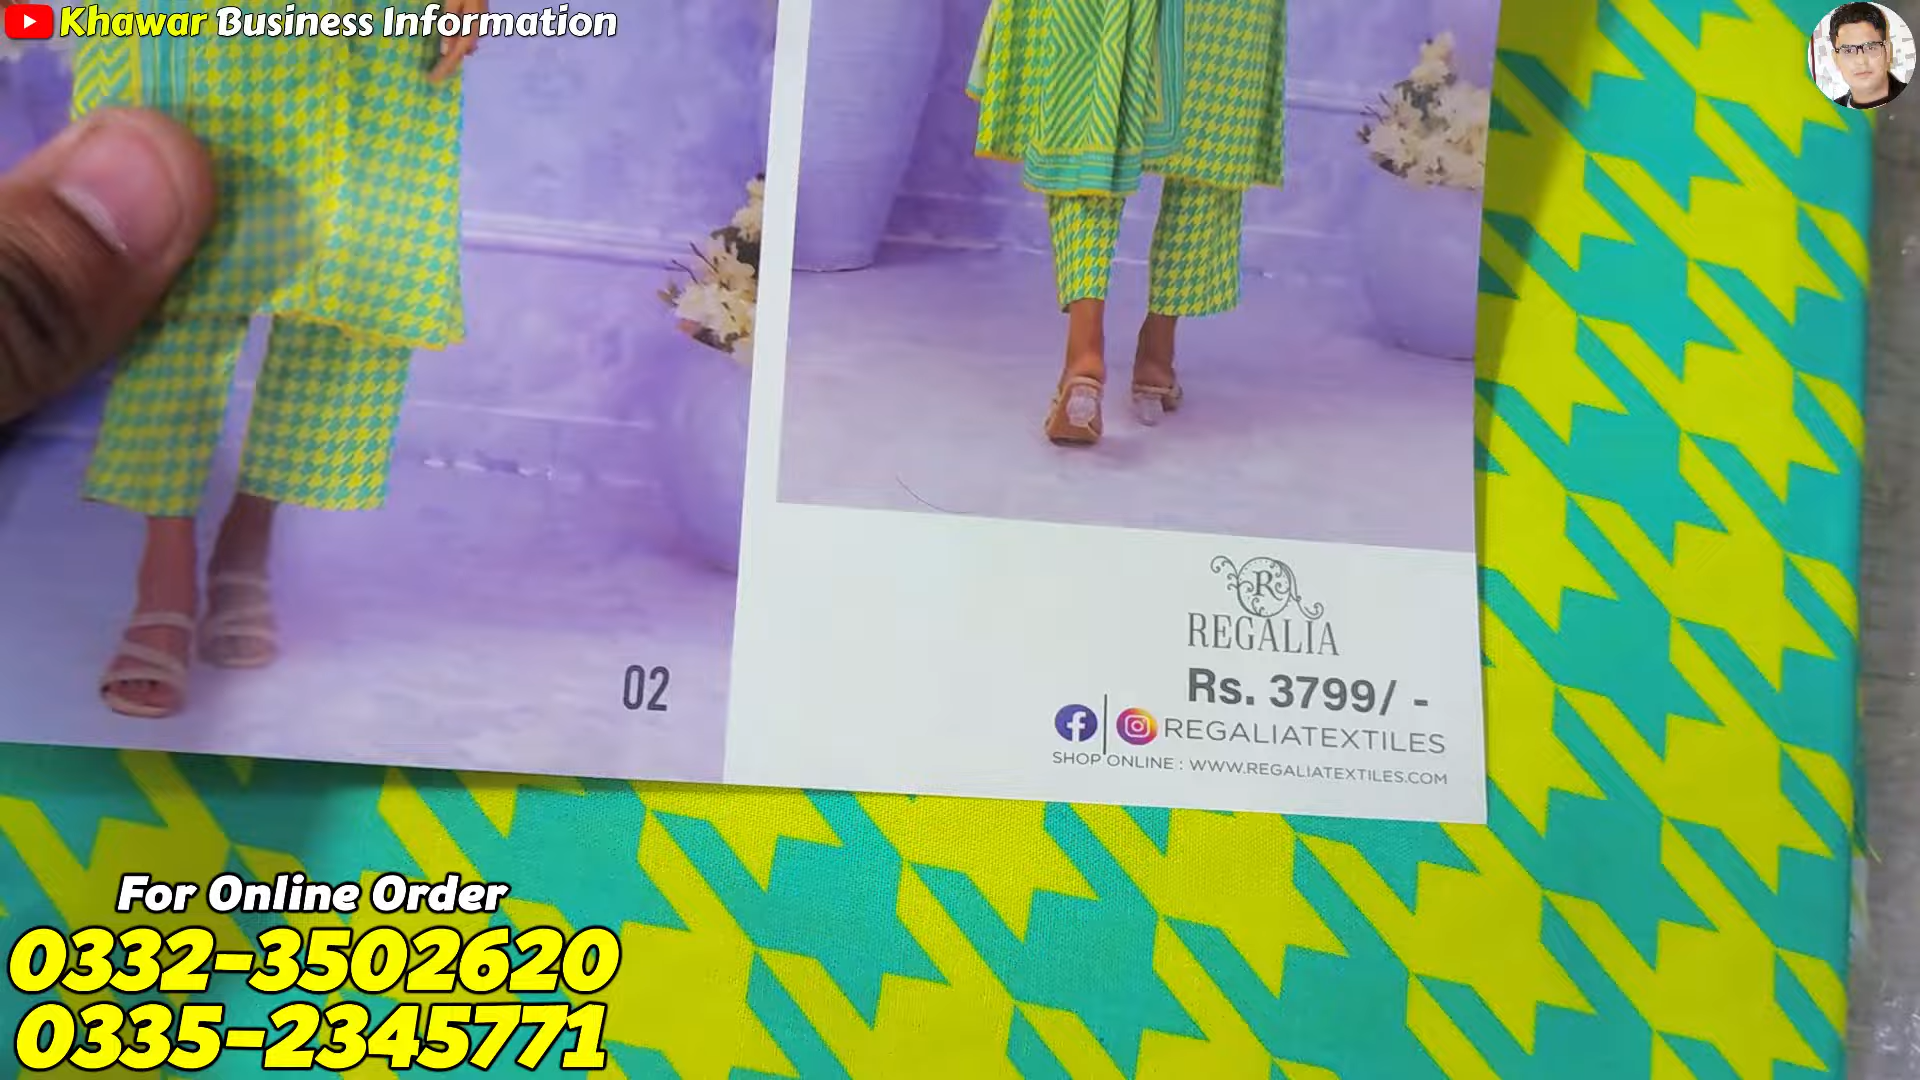 Khawar Business Information
R
REGALIA
Rs. 3799/ -
REGALIATEXTILES
SHOP ONLINE : WWW.REGALIATEXTILES.COM
02
For Online Order
0332-3502620
0335-2345771